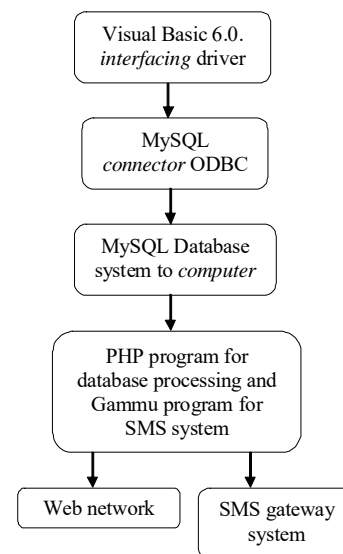 Visual Basic 6.0.
interfacing driver
MySQL
connector ODBC
MySQL Database
system to computer
PHP program for
database processing and
Gammu program for
SMS system
Web network
SMS gateway
system